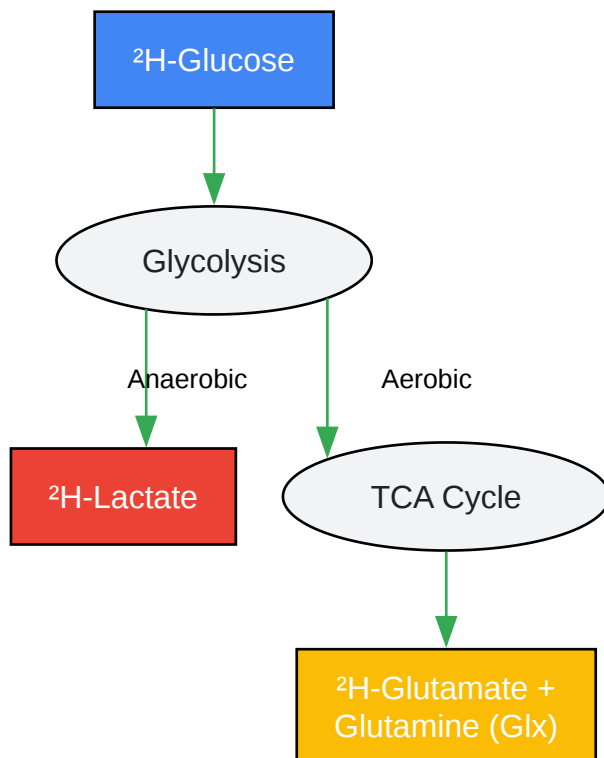 ²H-Glucose
Glycolysis
Anaerobic
Aerobic
²H-Lactate
TCA Cycle
²H-Glutamate +
Glutamine (Glx)